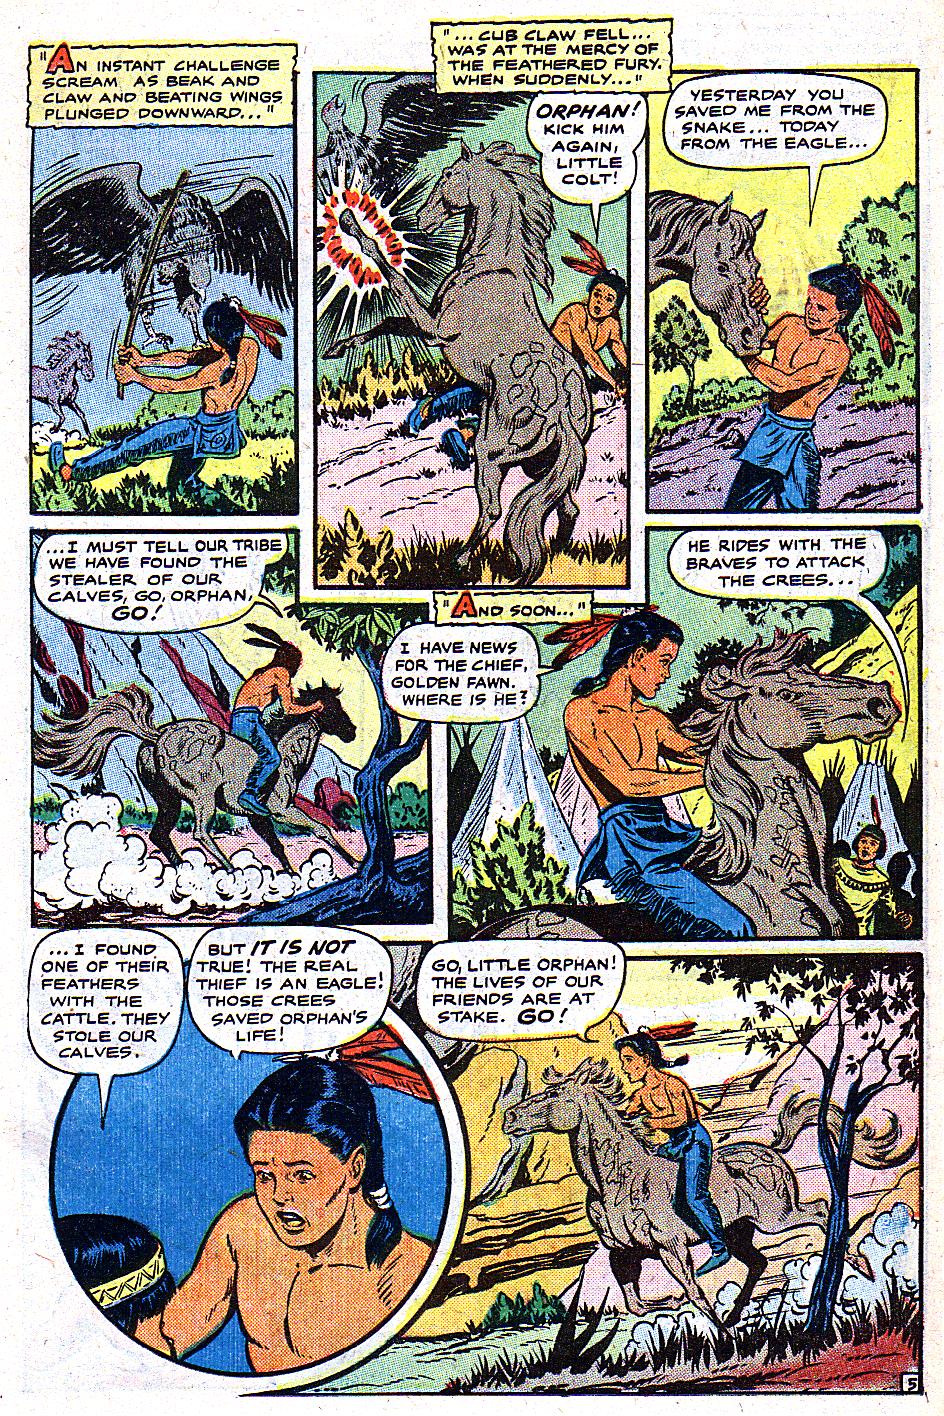 "AN INSTANT CHALLENGE
SCREAM AS BEAK AND
CLAW AND BEATING WINGS
PLUNGED DOWNWARD..."
"...CUB CLAW FELL...
WAS AT THE MERCY OF
THE FEATHERED FURY.
WHEN SUDDENLY..."
ORPHAN!
KICK HIM
AGAIN,
LITTLE
COLT!
YESTERDAY YOU
SAVED ME FROM THE
SNAKE... TODAY
FROM THE EAGLE...
...I MUST TELL OUR TRIBE
WE HAVE FOUND THE
STEALER OF OUR
CALVES, GO, ORPHAN,
GO!
"AND SOON..."
I HAVE NEWS
FOR THE CHIEF,
GOLDEN FAWN.
WHERE IS HE?
HE RIDES WITH THE
BRAVES TO ATTACK
THE CREES...
...I FOUND
ONE OF THEIR
FEATHERS
WITH THE
CATTLE. THEY
STOLE OUR
CALVES.
BUT IT IS NOT
TRUE! THE REAL
THIEF IS AN EAGLE!
THOSE CREES
SAVED ORPHAN'S
LIFE!
GO, LITTLE ORPHAN!
THE LIVES OF OUR
FRIENDS ARE AT
STAKE. GO!
5